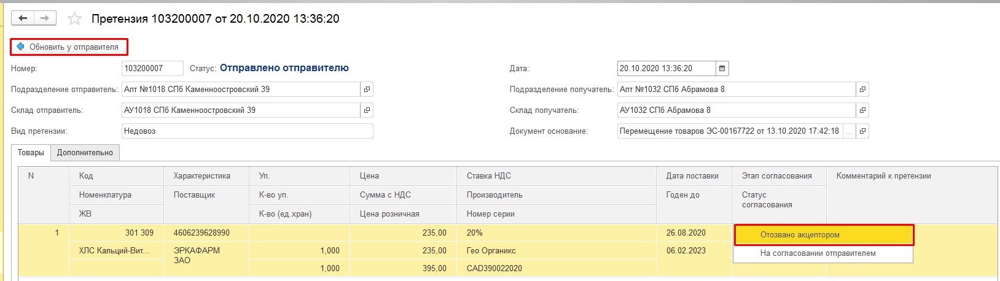 Претензия 103200007 от 20.10.2020 13:36:20
Обновить у отправителя
Номер: 103200007 Статус: Отправлено отправителю Дата: 20.10.2020 13:36:20
Подразделение отправитель: Апт №1018 СПб Каменноостровский 39 Подразделение получатель: Апт №1032 СПб Абрамова 8
Склад отправитель: АУ1018 СПб Каменноостровский 39 Склад получатель: АУ1032 СПб Абрамова 8
Вид претензии: Недовоз Документ основание: Перемещение товаров ЭС-00167722 от 13.10.2020 17:42:18 ...
Товары Дополнительно
N Код Характеристика Уп. Цена Ставка НДС Дата поставки Этап согласования Комментарий к претензии
Номенклатура Поставщик К-во уп. Сумма с НДС Производитель Годен до Статус
согласования
ЖВ К-во (ед.хран) Цена розничная Номер серии
1 301 309 4606239628990 235,00 20% 26.08.2020 Отозвано акцептором
ХЛС Кальций-Вит... ЭРКАФАРМ 1,000 235,00 Гео Органикс 06.02.2023 На согласовании отправителем
ЗАО
1,000 395,00 CAD390022020